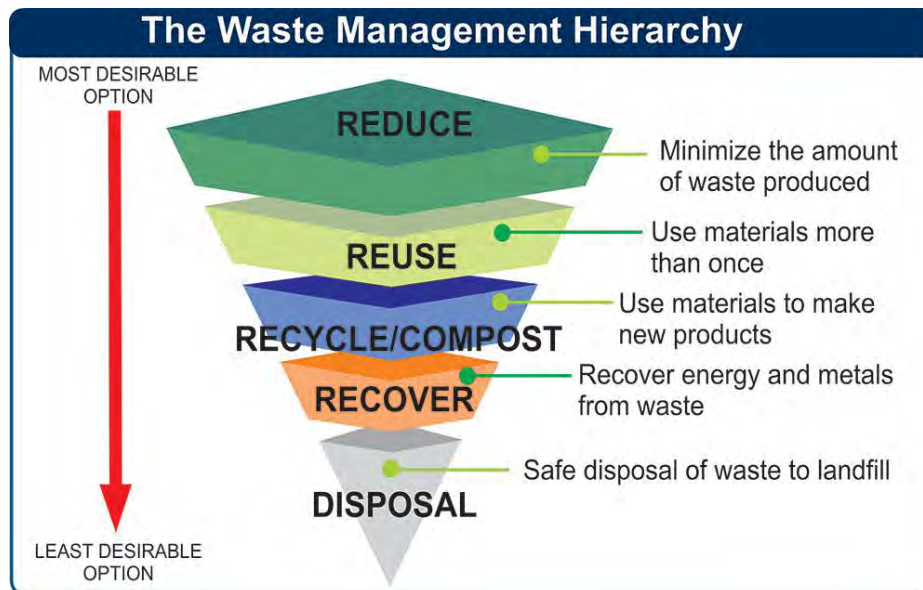 The Waste Management Hierarchy
MOST DESIRABLE
OPTION
REDUCE
Minimize the amount
of waste produced
REUSE
Use materials more
than once
RECYCLE/COMPOST
Use materials to make
new products
RECOVER
Recover energy and metals
from waste
DISPOSAL
Safe disposal of waste to landfill
LEAST DESIRABLE
OPTION